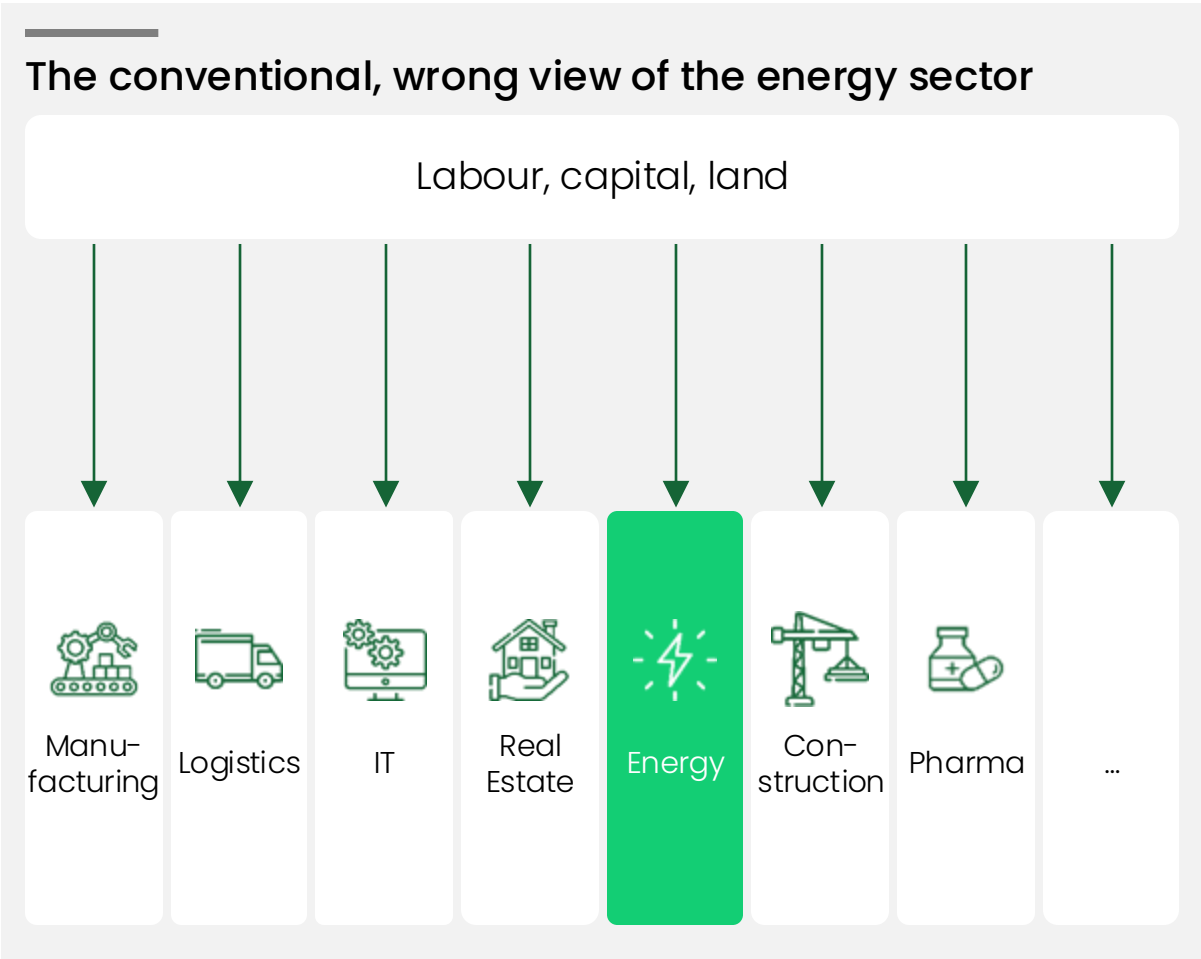 The conventional, wrong view of the energy sector
Labour, capital, land
Manu-
facturing
Logistics
IT
Real
Estate
Energy
Con-
struction
Pharma
...